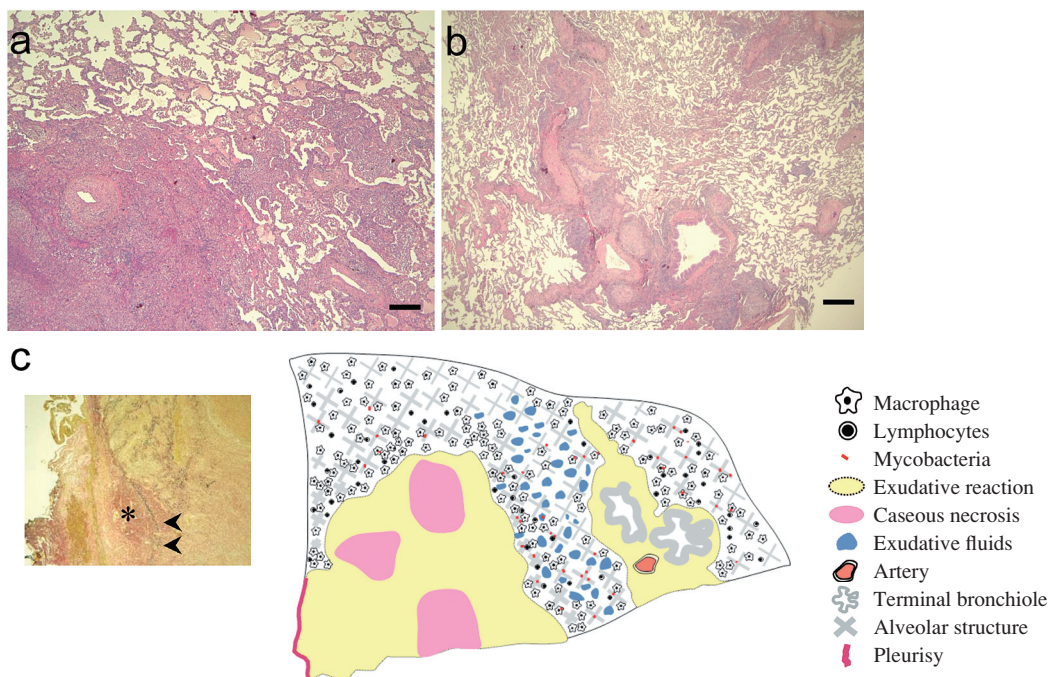 a
b
c
*
Macrophage
Lymphocytes
Mycobacteria
Exudative reaction
Caseous necrosis
Exudative fluids
Artery
Terminal bronchiole
Alveolar structure
Pleurisy